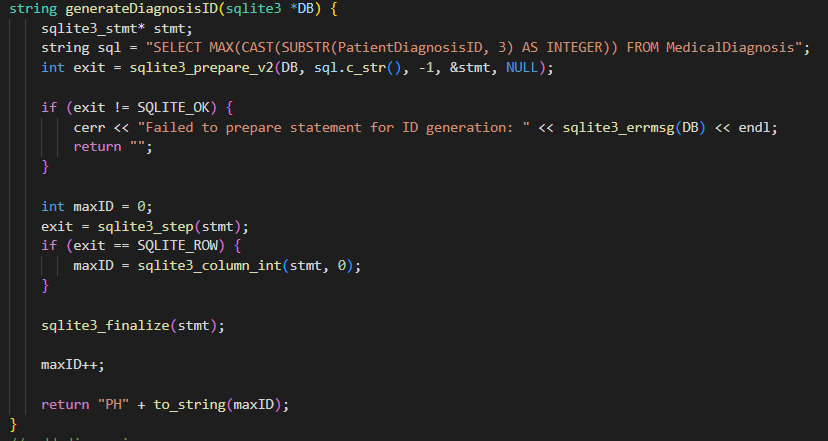 string generateDiagnosisID(sqlite3 *DB) {
    sqlite3_stmt* stmt;
    string sql = "SELECT MAX(CAST(SUBSTR(PatientDiagnosisID, 3) AS INTEGER)) FROM MedicalDiagnosis";
    int exit = sqlite3_prepare_v2(DB, sql.c_str(), -1, &stmt, NULL);
    if (exit != SQLITE_OK) {
        cerr << "Failed to prepare statement for ID generation: " << sqlite3_errmsg(DB) << endl;
        return "";
    }
    int maxID = 0;
    exit = sqlite3_step(stmt);
    if (exit == SQLITE_ROW) {
        maxID = sqlite3_column_int(stmt, 0);
    }
    sqlite3_finalize(stmt);
    maxID++;
    return "PH" + to_string(maxID);
}